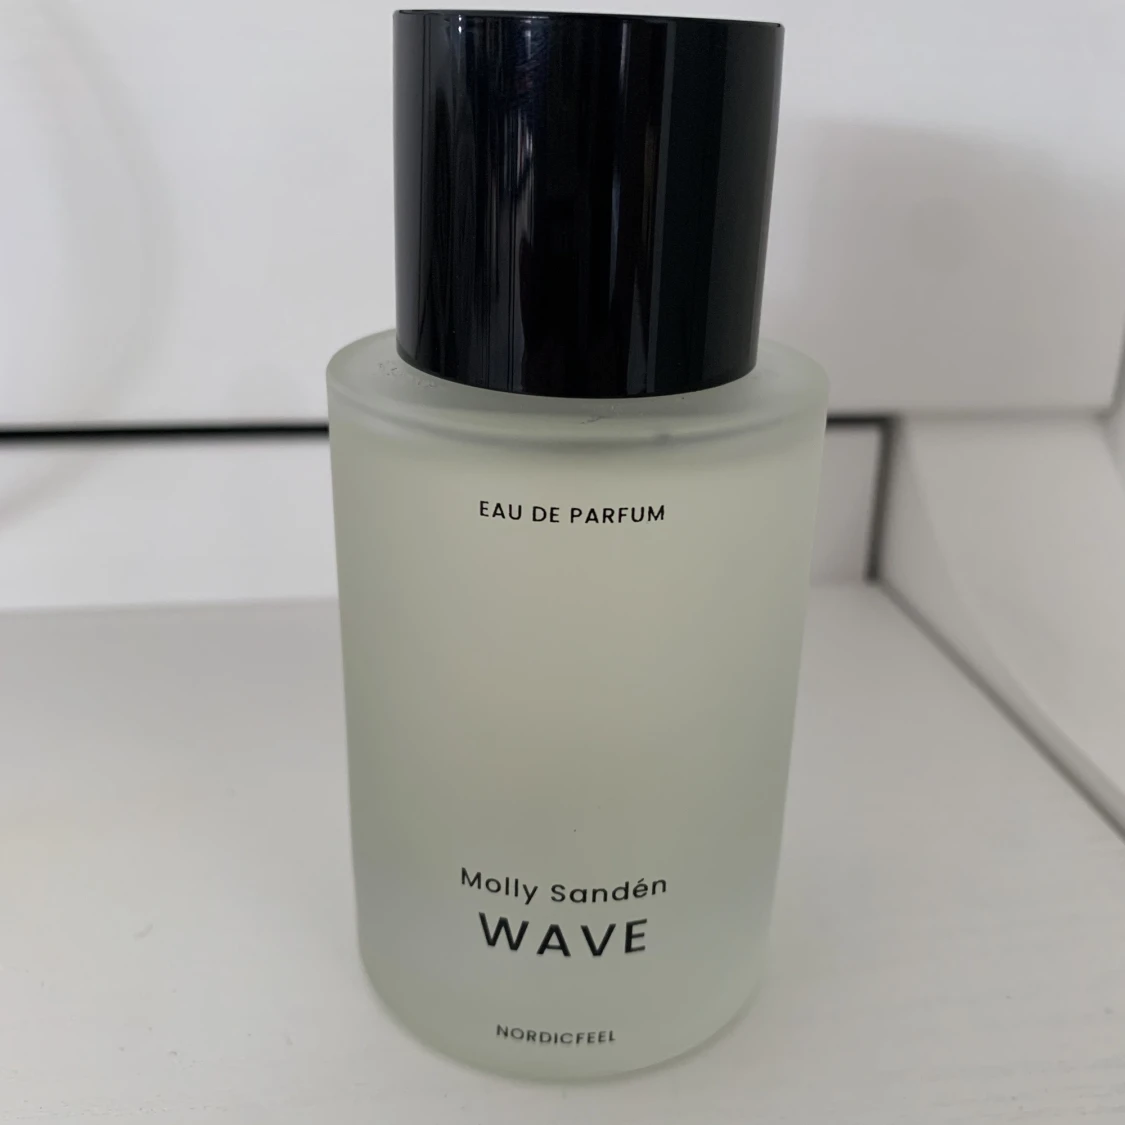 EAU DE PARFUM
Molly Sandén
WAVE
NORDICFEEL